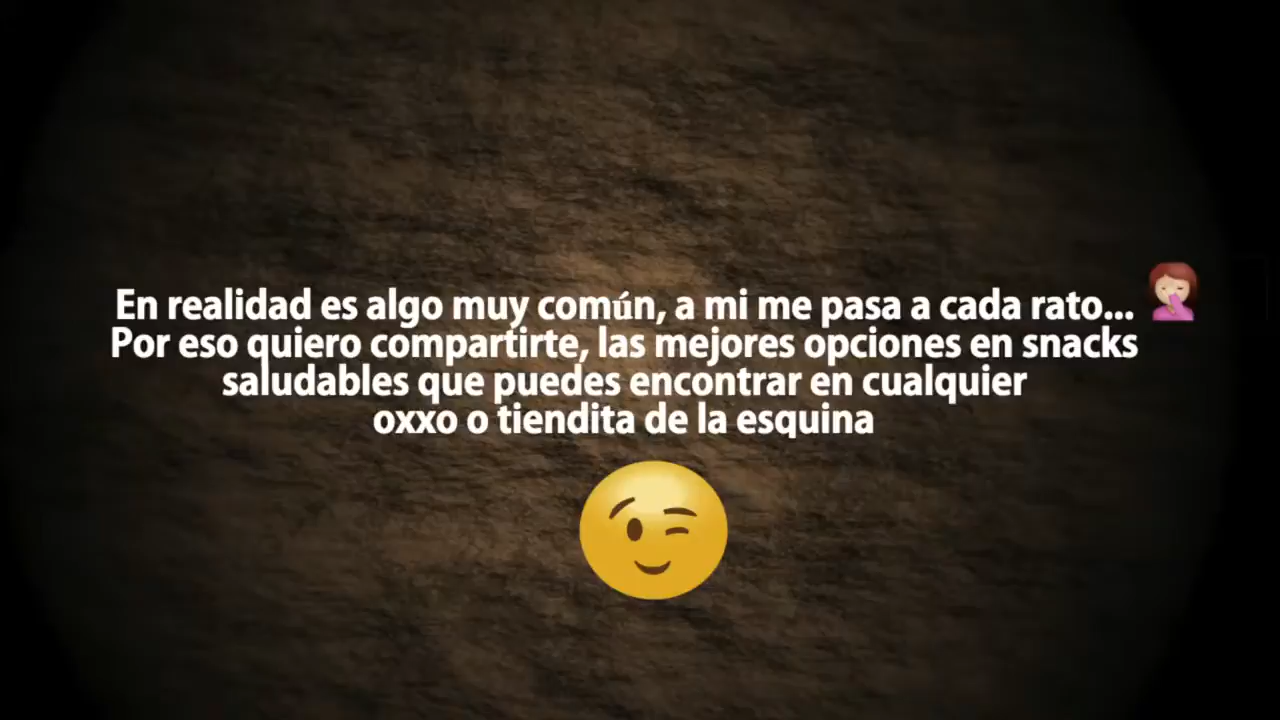 En realidad es algo muy común, a mi me pasa a cada rato...
Por eso quiero compartirte, las mejores opciones en snacks
saludables que puedes encontrar en cualquier
oxxo o tiendita de la esquina